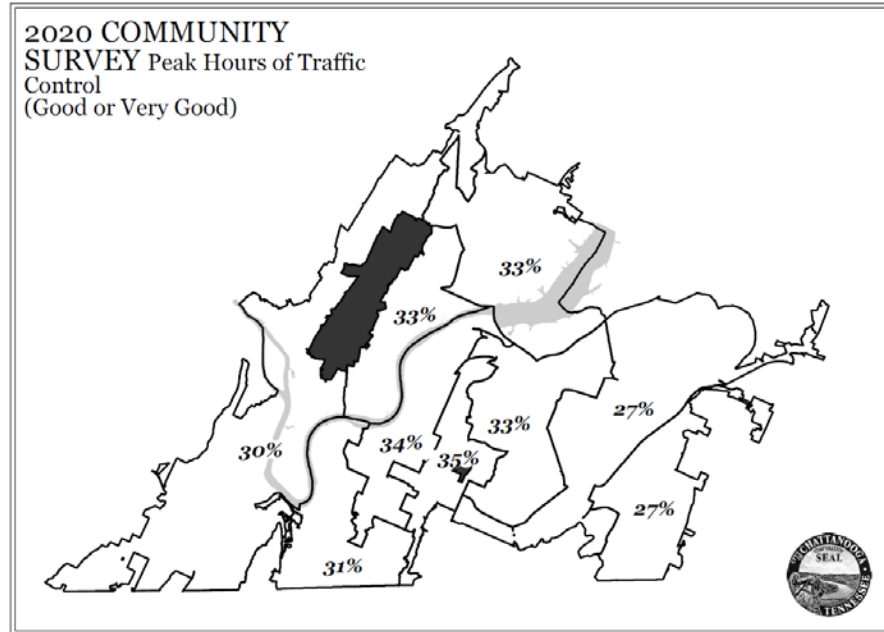 2020 COMMUNITY
SURVEY Peak Hours of Traffic
Control
(Good or Very Good)
33%
33%
27%
30%
34%
33%
35%
27%
31%
CHATTANOOGA
SEAL
TENNESSEE